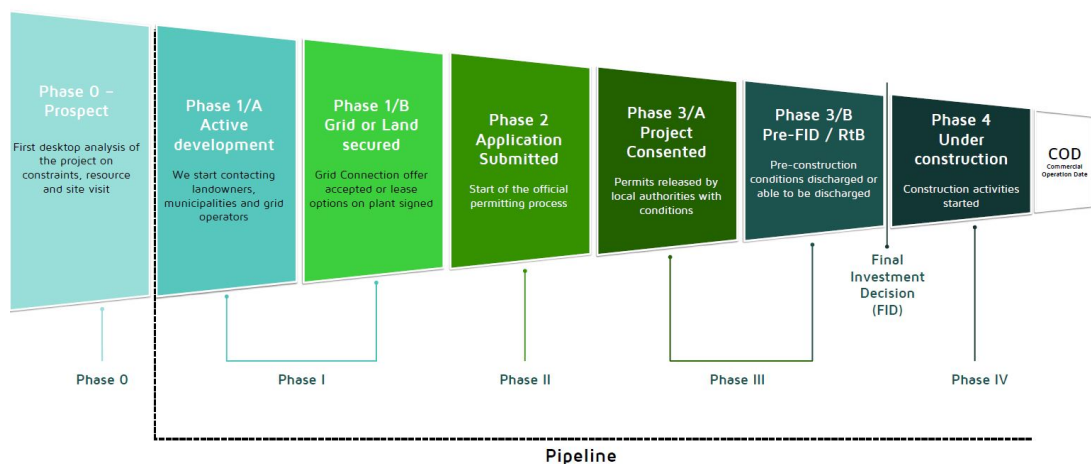 Phase 0 –
Prospect
First desktop analysis of
the project on
constraints, resource
and site visit
Phase 1/A
Active
development
We start contacting
landowners,
municipalities and grid
operators
Phase 1/B
Grid or Land
secured
Grid Connection offer
accepted or lease
options on plant signed
Phase 2
Application
Submitted
Start of the official
permitting process
Phase 3/A
Project
Consented
Permits released by
local authorities with
conditions
Phase 3/B
Pre-FID / RtB
Pre-construction
conditions discharged or
able to be discharged
Phase 4
Under
construction
Construction activities
started
COD
Commercial
Operation Date
Final
Investment
Decision
(FID)
Phase 0
Phase I
Phase II
Phase III
Phase IV
Pipeline